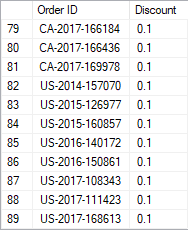 Order ID Discount
79 CA-2017-166184 0.1
80 CA-2017-166436 0.1
81 CA-2017-169978 0.1
82 US-2014-157070 0.1
83 US-2015-126977 0.1
84 US-2015-160857 0.1
85 US-2016-140172 0.1
86 US-2016-150861 0.1
87 US-2017-108343 0.1
88 US-2017-111423 0.1
89 US-2017-168613 0.1